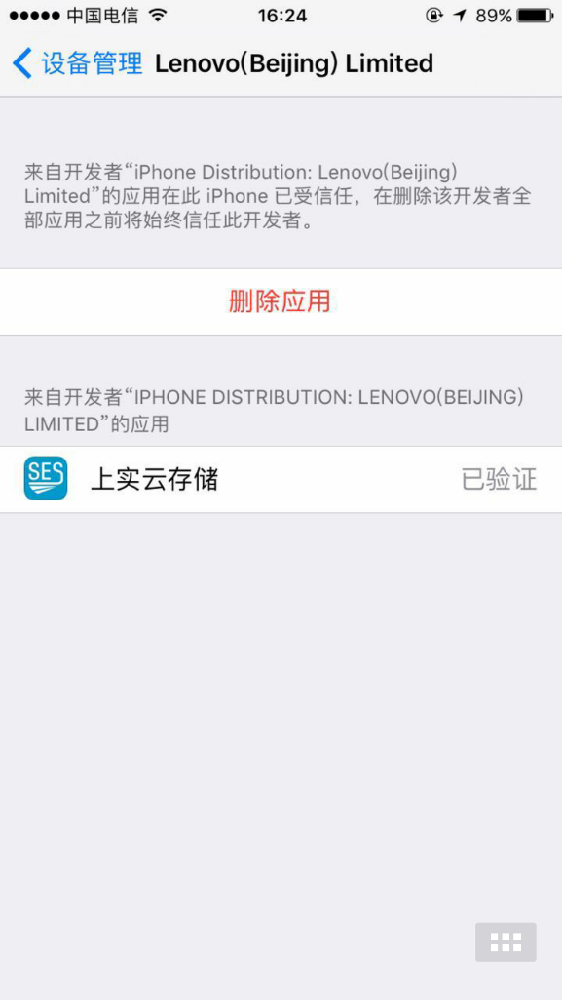 中国电信 16:24 89%
设备管理 Lenovo(Beijing) Limited
来自开发者“iPhone Distribution: Lenovo(Beijing)
Limited”的应用在此 iPhone 已受信任，在删除该开发者全
部应用之前将始终信任此开发者。
删除应用
来自开发者“IPHONE DISTRIBUTION: LENOVO(BEIJING)
LIMITED”的应用
SES 上实云存储 已验证